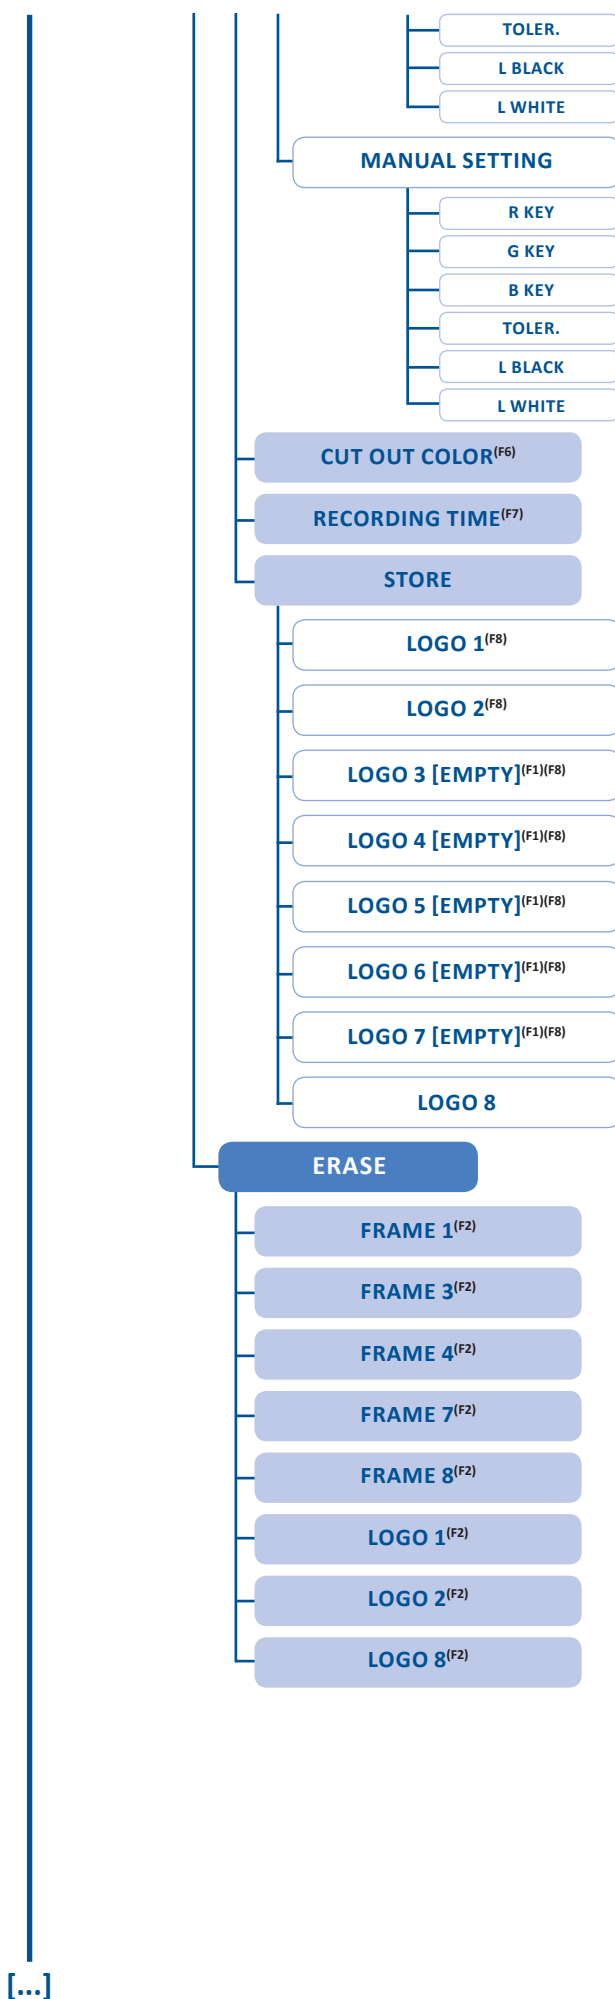 TOLER.
L BLACK
L WHITE
MANUAL SETTING
R KEY
G KEY
B KEY
TOLER.
L BLACK
L WHITE
CUT OUT COLOR(F6)
RECORDING TIME(F7)
STORE
LOGO 1(F8)
LOGO 2(F8)
LOGO 3 [EMPTY](F1)(F8)
LOGO 4 [EMPTY](F1)(F8)
LOGO 5 [EMPTY](F1)(F8)
LOGO 6 [EMPTY](F1)(F8)
LOGO 7 [EMPTY](F1)(F8)
LOGO 8
ERASE
FRAME 1(F2)
FRAME 3(F2)
FRAME 4(F2)
FRAME 7(F2)
FRAME 8(F2)
LOGO 1(F2)
LOGO 2(F2)
LOGO 8(F2)
[...]